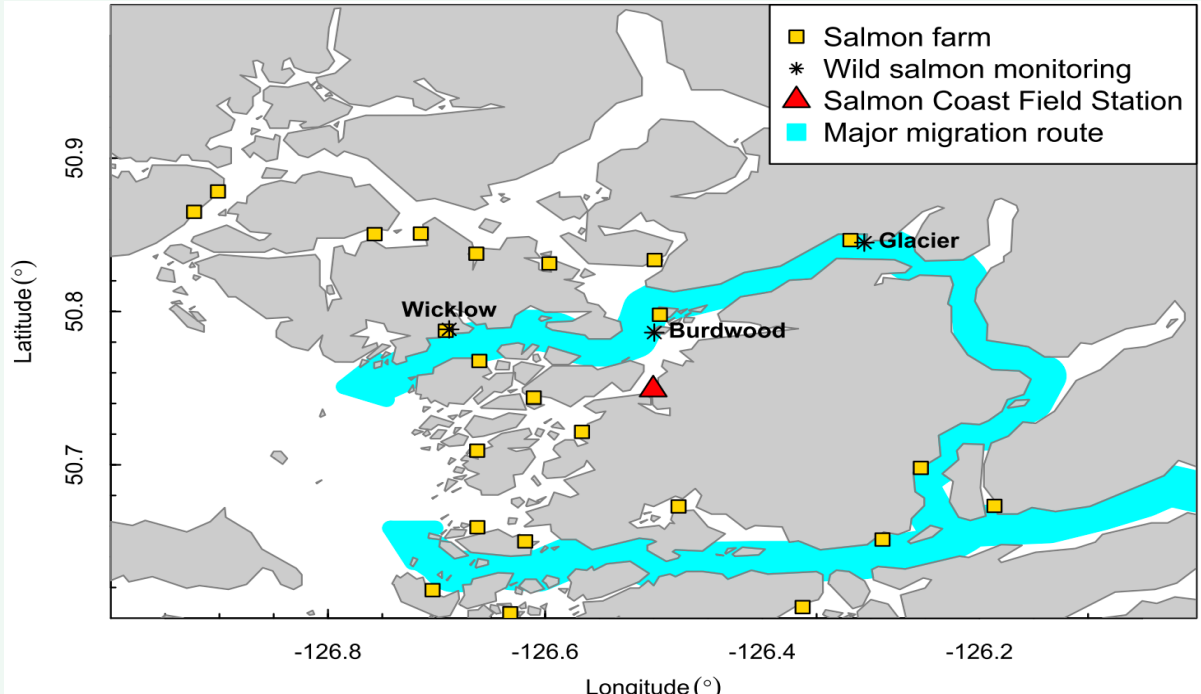 Salmon farm
Wild salmon monitoring
Salmon Coast Field Station
Major migration route
50.9
Glacier
50.8
Wicklow
Burdwood
Latitude (°)
50.7
-126.8
-126.6
-126.4
-126.2
Longitude (°)